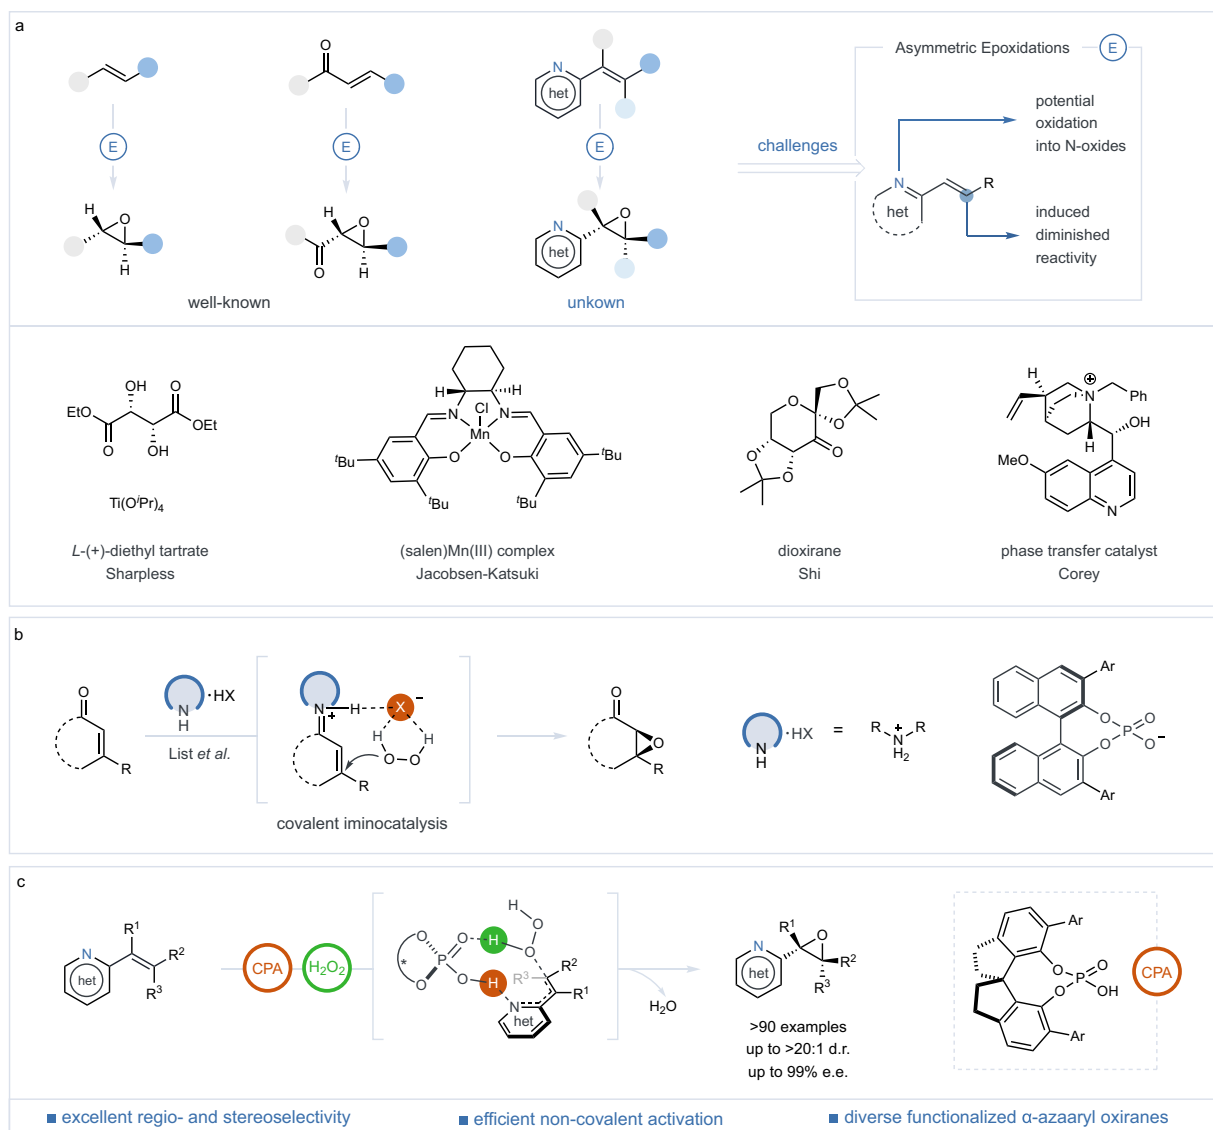 a
O
N
het
Asymmetric Epoxidations
E
E
E
E
challenges
potential
oxidation
into N-oxides
N
R
het
induced
diminished
reactivity
H
O
H
H
O
O
H
N
het
O
well-known
unkown
OH
O
EtO
OEt
O
OH
Ti(OⁱPr)₄
H
H
Cl
N
N
Mn
O
O
ᵗBu
ᵗBu
ᵗBu
ᵗBu
O
O
O
O
O
O
H
N
⊕
Ph
OH
H
MeO
N
L-(+)-diethyl tartrate
Sharpless
(salen)Mn(III) complex
Jacobsen-Katsuki
dioxirane
Shi
phase transfer catalyst
Corey
b
O
R
N
H
·HX
List et al.
N
+
H
X
−
H
H
O
O
R
covalent iminocatalysis
O
O
R
N
H
·HX
=
R
+
N
H₂
R
Ar
O
O
P
O
O⁻
Ar
c
N
het
R¹
R²
R³
CPA
H₂O₂
O
O
*
P
O
O
H
H
H
O
O
R³
R²
R¹
N
het
H₂O
N
het
R¹
O
R²
R³
>90 examples
up to >20:1 d.r.
up to 99% e.e.
Ar
O
O
P
O
OH
Ar
CPA
excellent regio- and stereoselectivity
efficient non-covalent activation
diverse functionalized α-azaaryl oxiranes